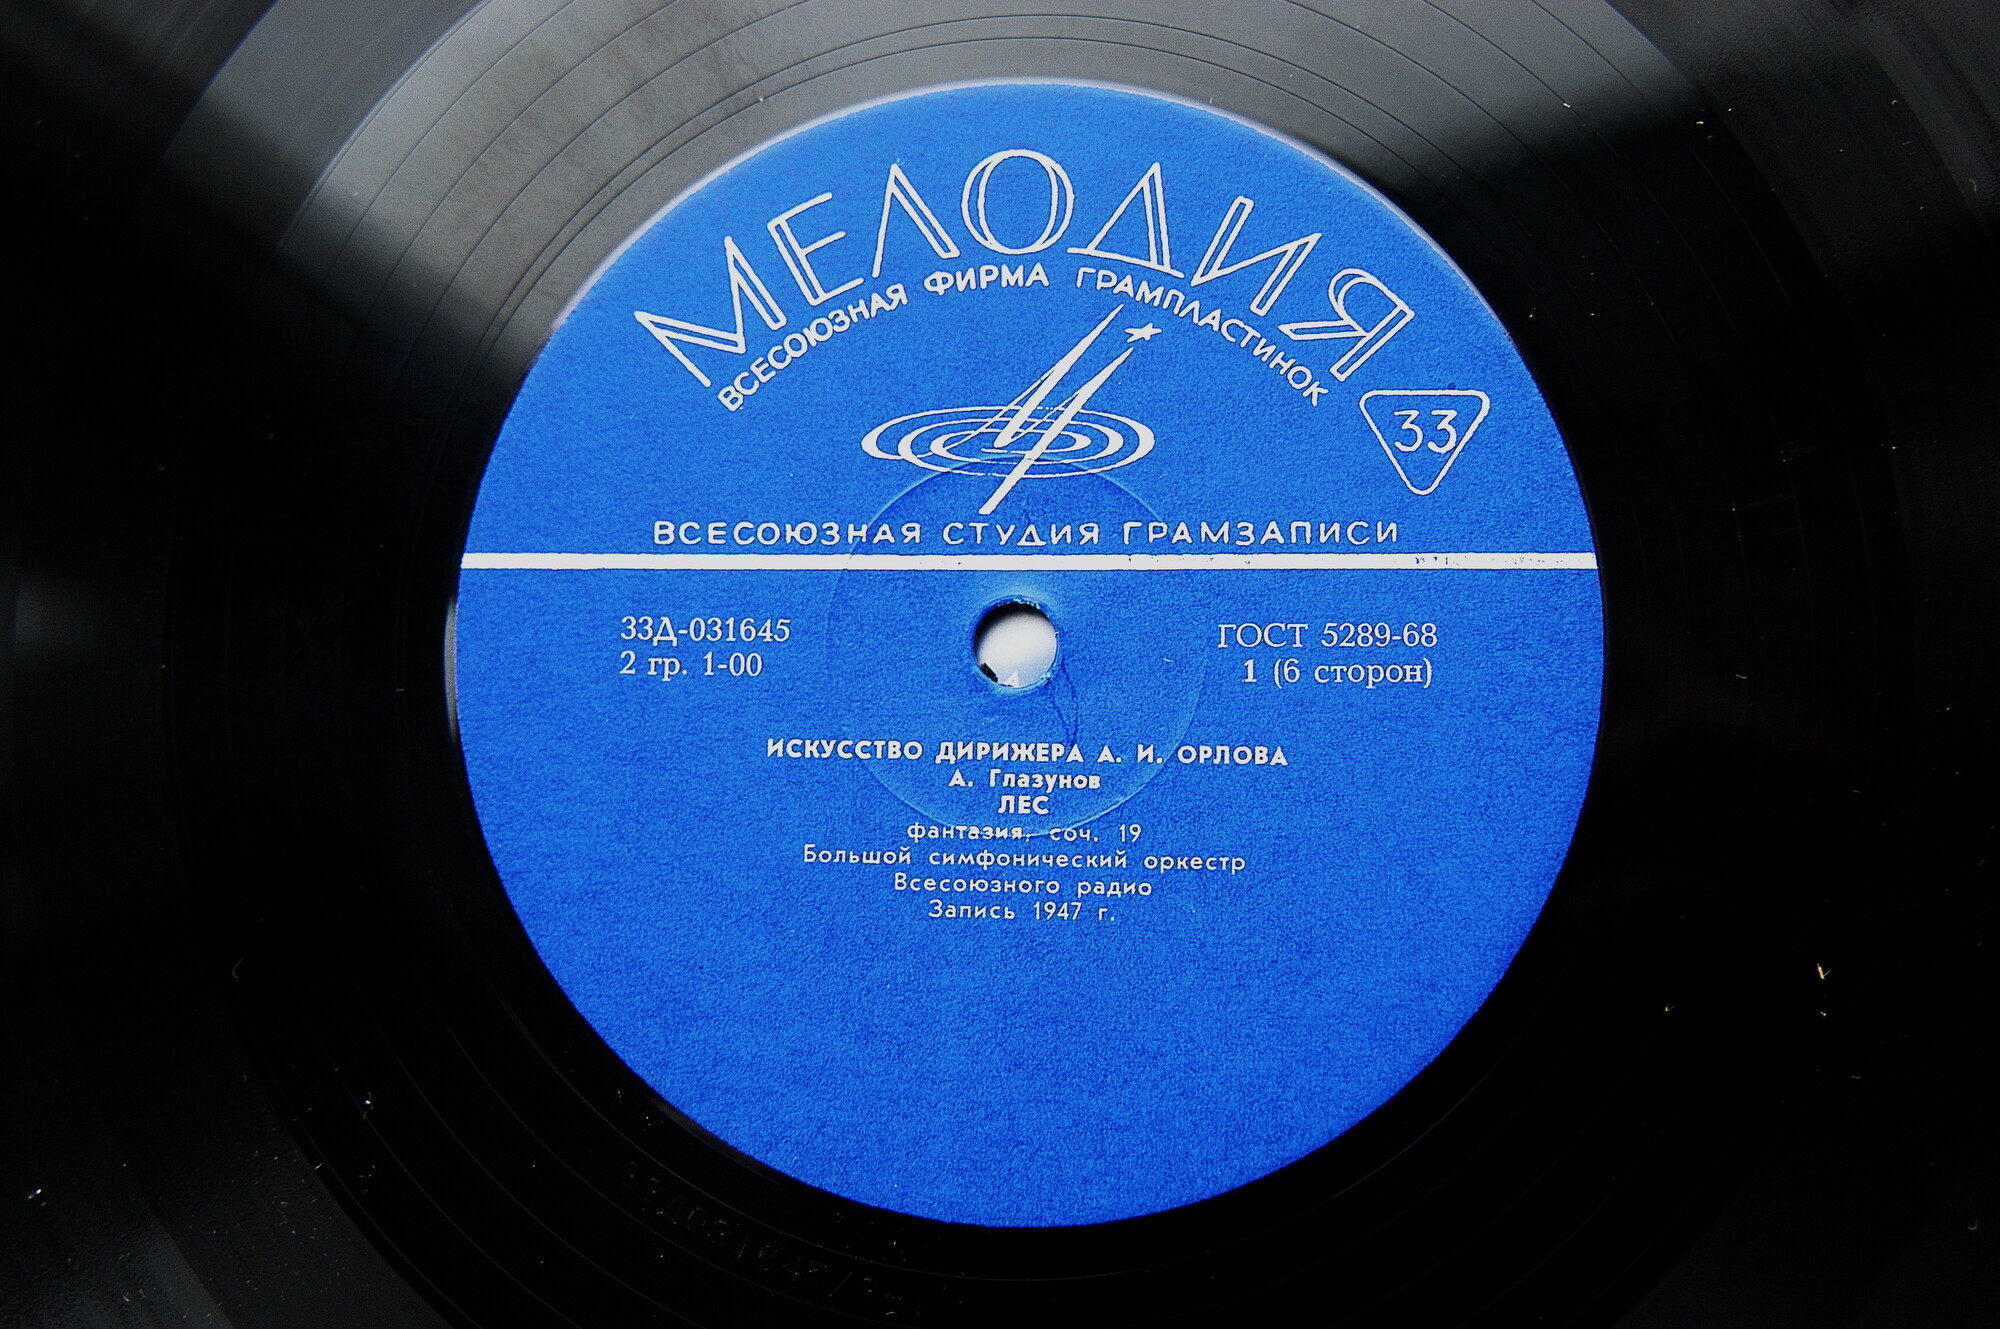 МЕЛОДИЯ
ВСЕСОЮЗНАЯ ФИРМА ГРАМПЛАСТИНОК
33
ВСЕСОЮЗНАЯ СТУДИЯ ГРАМЗАПИСИ
33Д-031645
2 гр. 1-00
ГОСТ 5289-68
1 (6 сторон)
ИСКУССТВО ДИРИЖЕРА А. И. ОРЛОВА
А. Глазунов
ЛЕС
фантазия, соч. 19
Большой симфонический оркестр
Всесоюзного радио
Запись 1947 г.